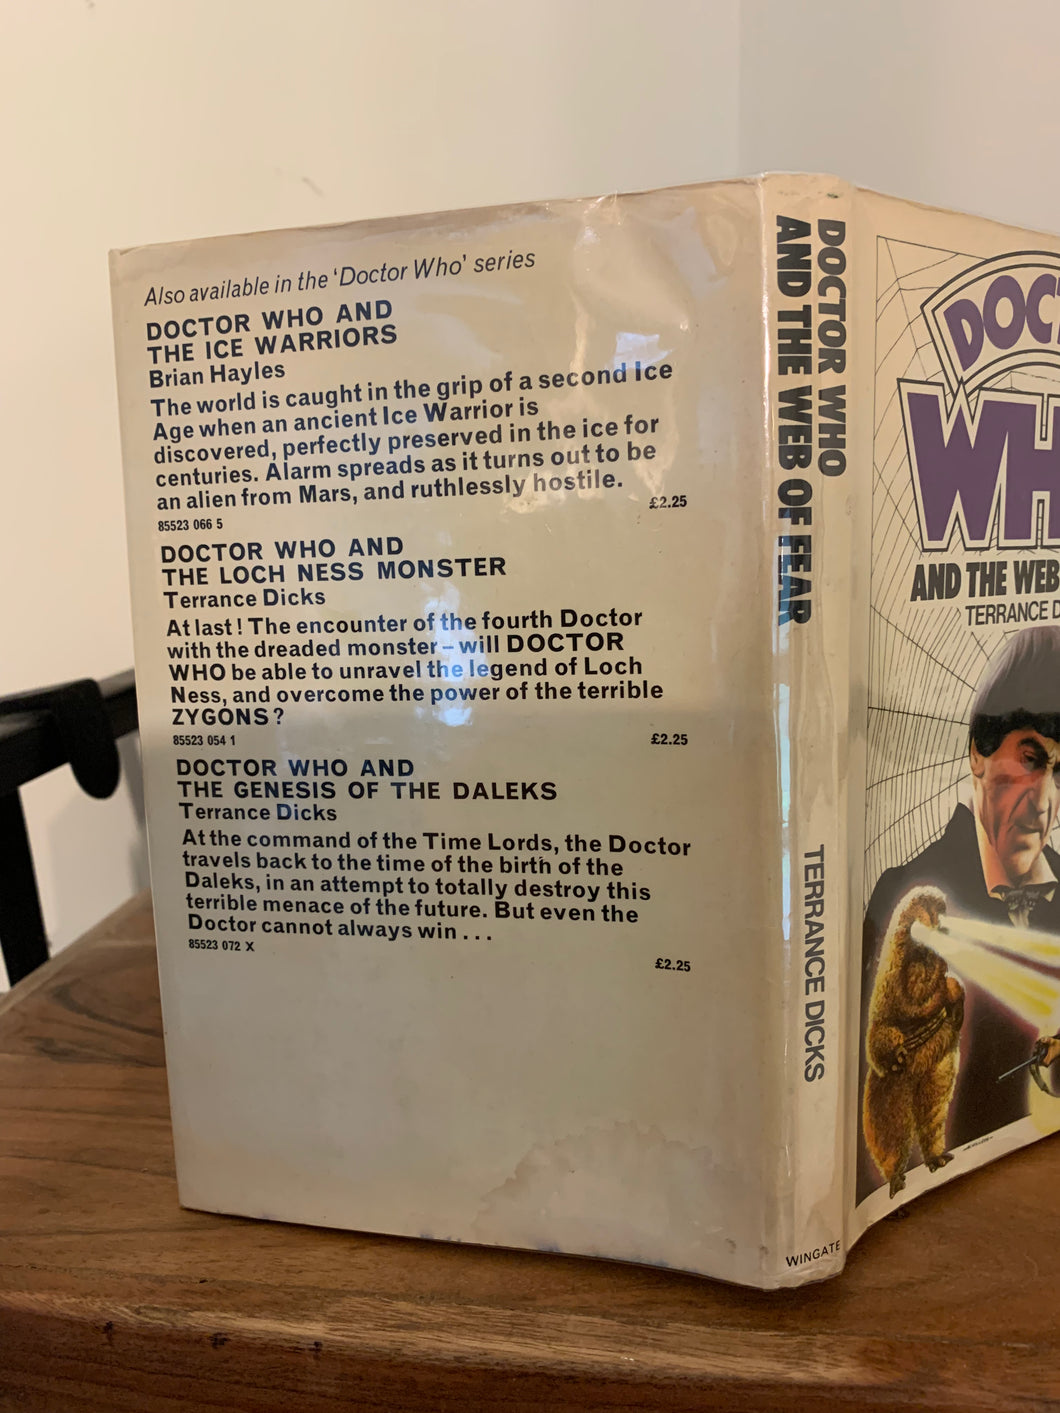 Also available in the 'Doctor Who' series
DOCTOR WHO AND
THE ICE WARRIORS
Brian Hayles
The world is caught in the grip of a second Ice
Age when an ancient Ice Warrior is
discovered, perfectly preserved in the ice for
centuries. Alarm spreads as it turns out to be
an alien from Mars, and ruthlessly hostile.
£2.25
85523 066 5
DOCTOR WHO AND
THE LOCH NESS MONSTER
Terrance Dicks
At last! The encounter of the fourth Doctor
with the dreaded monster – will DOCTOR
WHO be able to unravel the legend of Loch
Ness, and overcome the power of the terrible
ZYGONS?
85523 054 1
£2.25
DOCTOR WHO AND
THE GENESIS OF THE DALEKS
Terrance Dicks
At the command of the Time Lords, the Doctor
travels back to the time of the birth of the
Daleks, in an attempt to totally destroy this
terrible menace of the future. But even the
Doctor cannot always win . . .
85523 072 X
£2.25
DOCTOR WHO
AND THE WEB OF FEAR
TERRANCE DICKS
WINGATE
DOC
WH
AND THE WEB
TERRANCE D